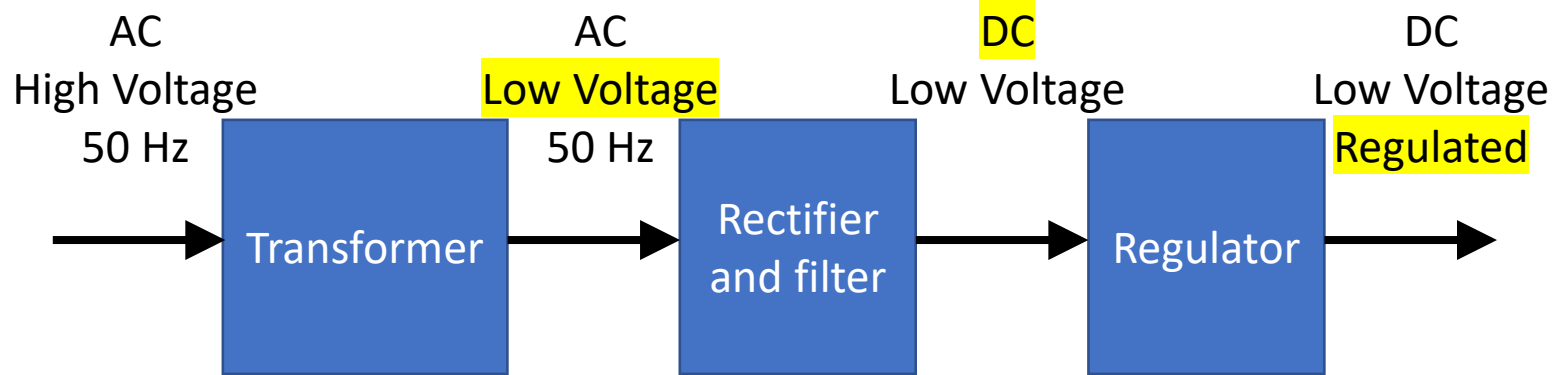 AC
High Voltage
50 Hz
AC
Low Voltage
50 Hz
DC
Low Voltage
DC
Low Voltage
Regulated
Transformer
Rectifier
and filter
Regulator